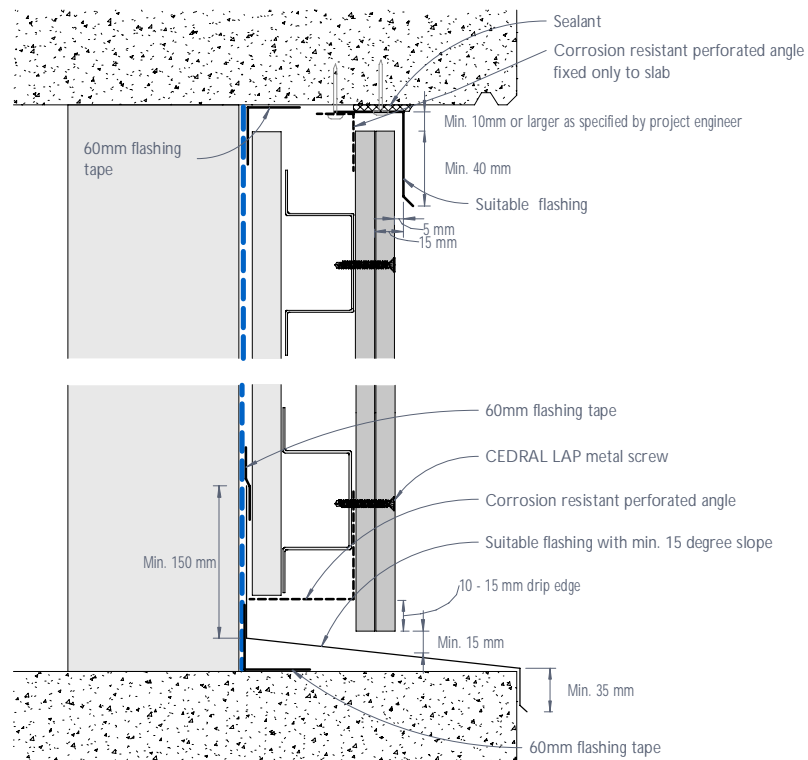 Sealant
Corrosion resistant perforated angle
fixed only to slab
Min. 10mm or larger as specified by project engineer
60mm flashing
tape
Min. 40 mm
Suitable flashing
5 mm
15 mm
60mm flashing tape
CEDRAL LAP metal screw
Corrosion resistant perforated angle
Suitable flashing with min. 15 degree slope
Min. 150 mm
10 - 15 mm drip edge
Min. 15 mm
Min. 35 mm
60mm flashing tape